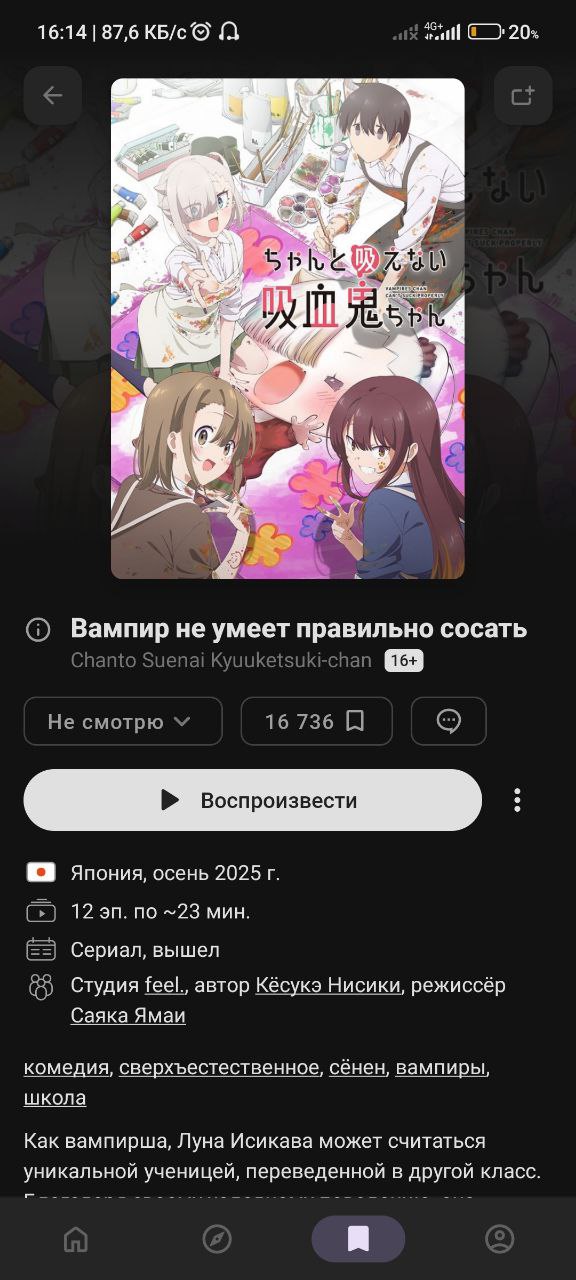 16:14 | 87,6 КБ/с 4G+ 20%
ちゃんと吸えない
吸血鬼ちゃん
VAMPIRES CHAN
CAN'T SUCK PROPERLY
Вампир не умеет правильно сосать
Chanto Suenai Kyuuketsuki-chan 16+
Не смотрю 16 736
Воспроизвести
Япония, осень 2025 г.
12 эп. по ~23 мин.
Сериал, вышел
Студия feel., автор Кёсукэ Нисики, режиссёр
Саяка Ямаи
комедия, сверхъестественное, сёнен, вампиры,
школа
Как вампирша, Луна Исикава может считаться
уникальной ученицей, переведенной в другой класс.